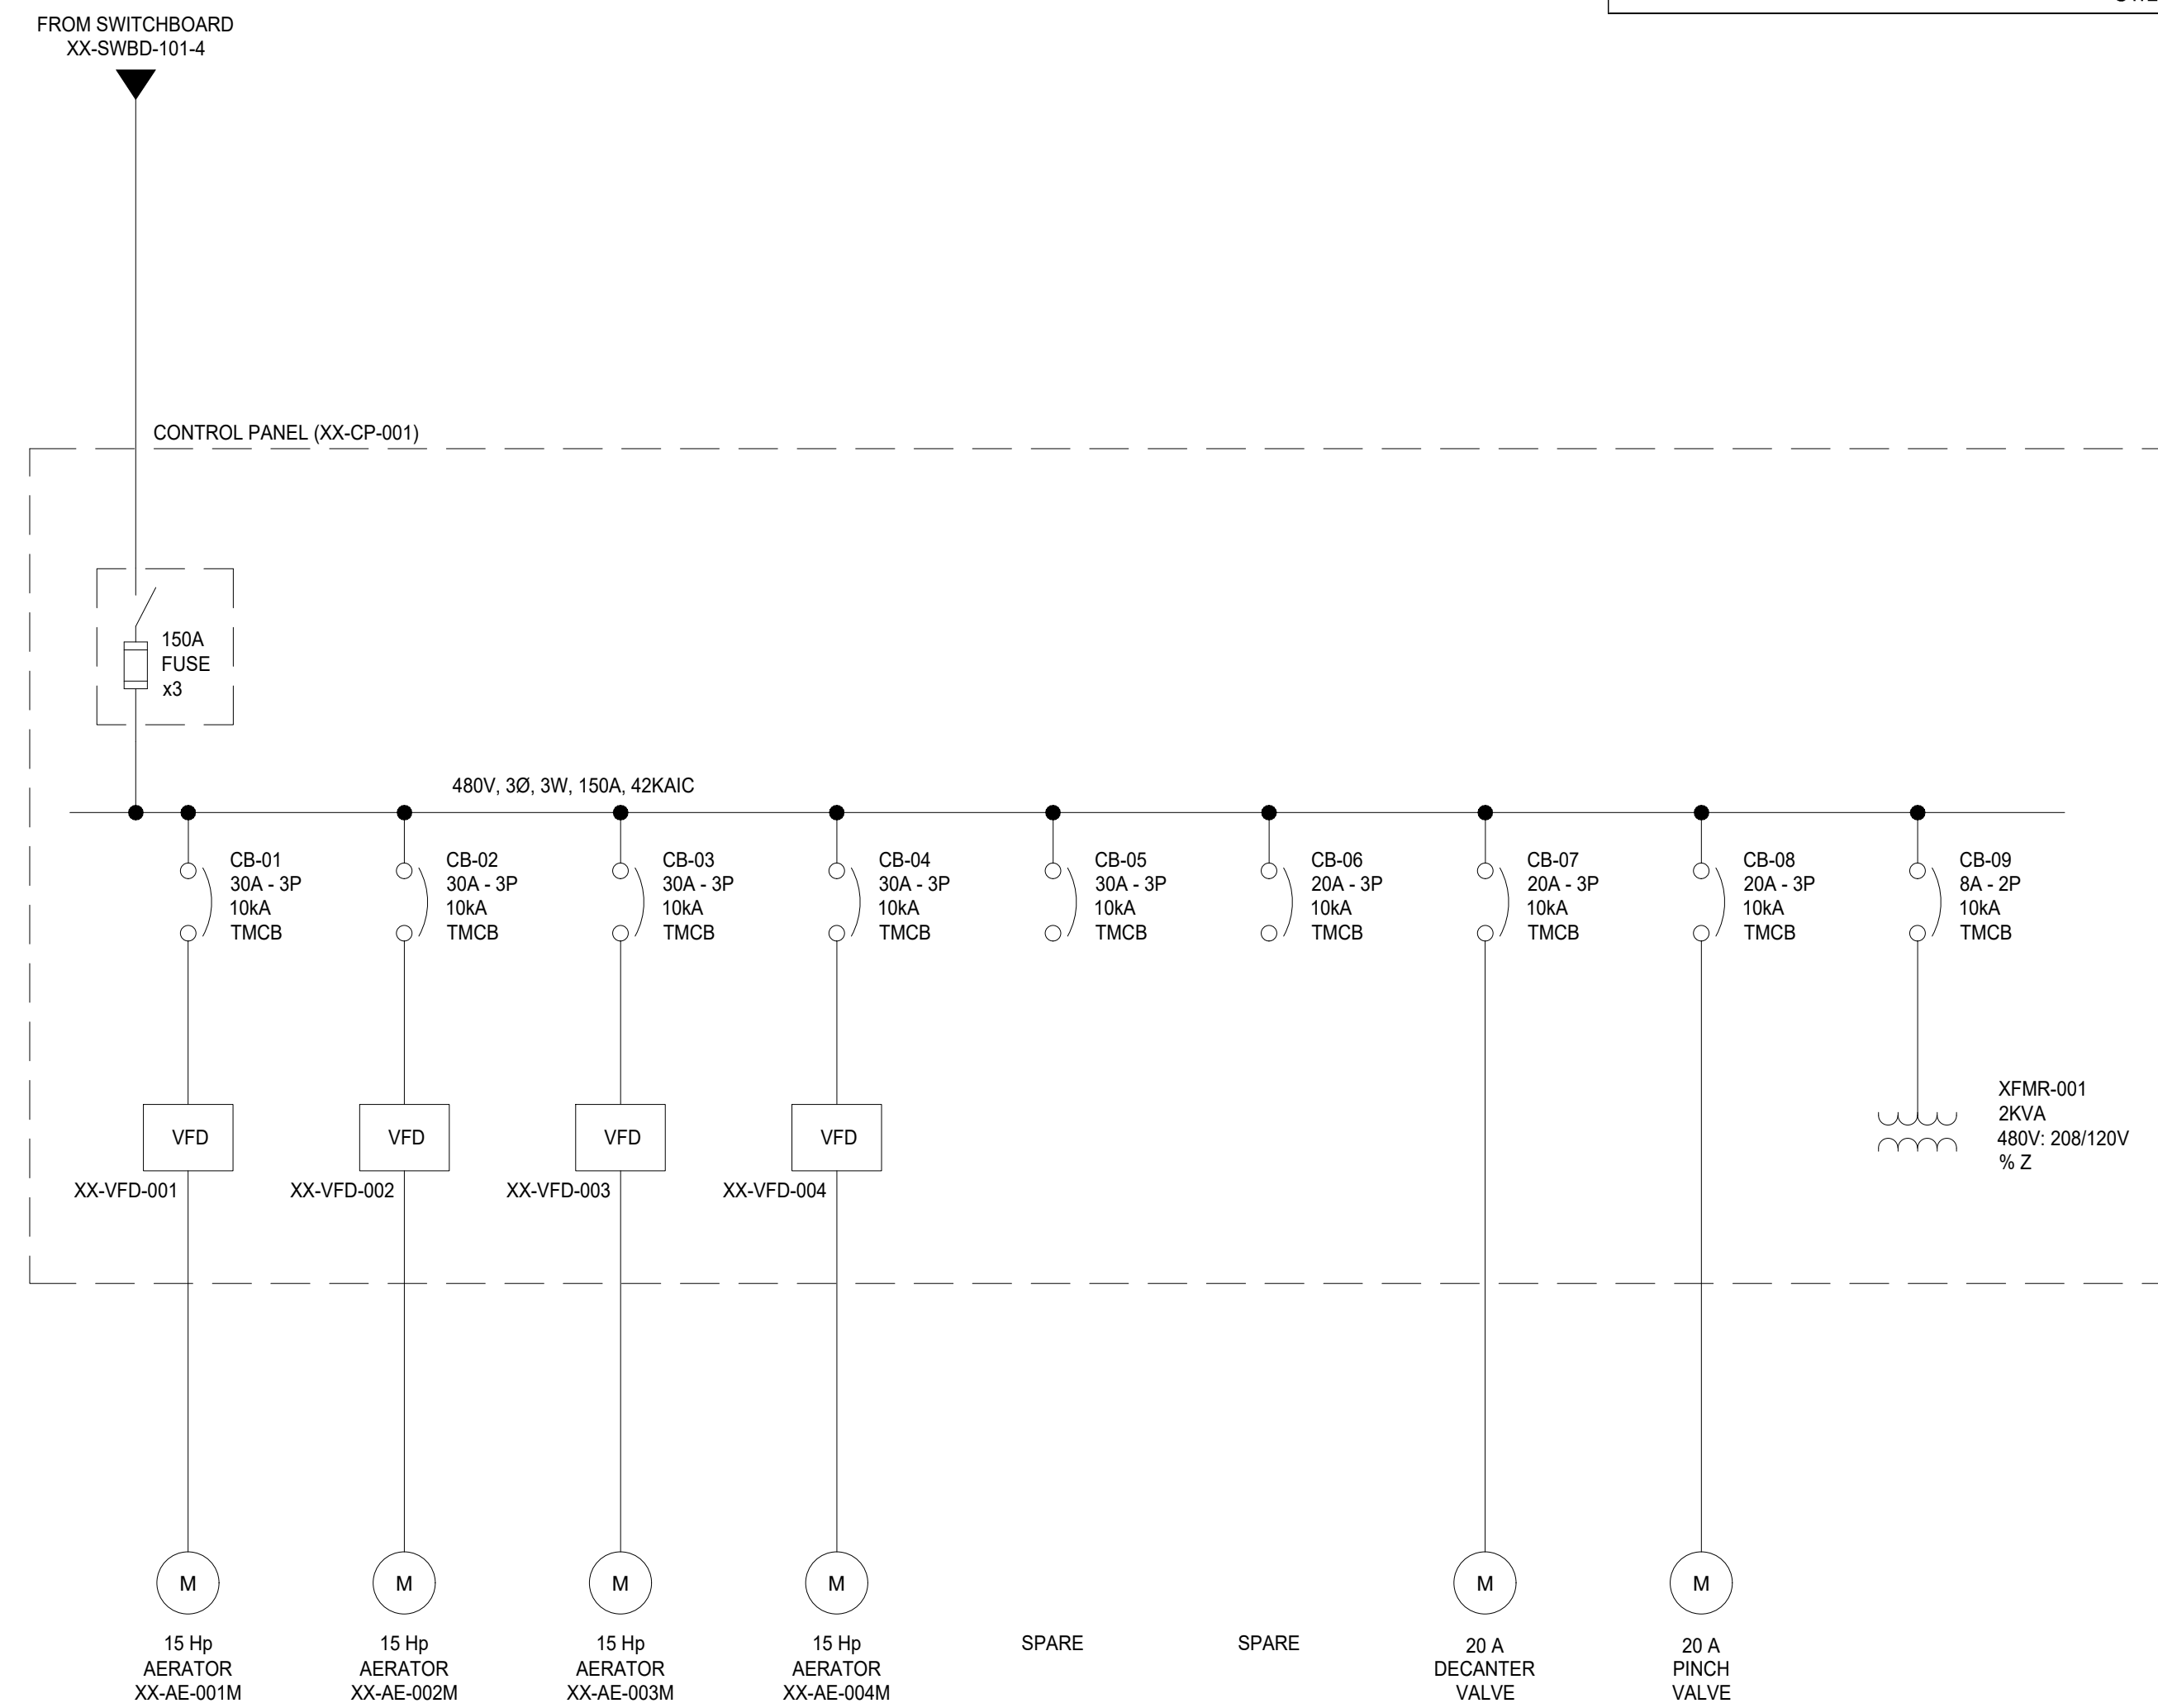 FROM SWITCHBOARD
XX-SWBD-101-4
CONTROL PANEL (XX-CP-001)
150A
FUSE
x3
480V, 3Ø, 3W, 150A, 42KAIC
CB-01
30A - 3P
10kA
TMCB
CB-02
30A - 3P
10kA
TMCB
CB-03
30A - 3P
10kA
TMCB
CB-04
30A - 3P
10kA
TMCB
CB-05
30A - 3P
10kA
TMCB
CB-06
20A - 3P
10kA
TMCB
CB-07
20A - 3P
10kA
TMCB
CB-08
20A - 3P
10kA
TMCB
CB-09
8A - 2P
10kA
TMCB
VFD
XX-VFD-001
VFD
XX-VFD-002
VFD
XX-VFD-003
VFD
XX-VFD-004
XFMR-001
2KVA
480V: 208/120V
% Z
M
15 Hp
AERATOR
XX-AE-001M
M
15 Hp
AERATOR
XX-AE-002M
M
15 Hp
AERATOR
XX-AE-003M
M
15 Hp
AERATOR
XX-AE-004M
SPARE
SPARE
M
20 A
DECANTER
VALVE
M
20 A
PINCH
VALVE